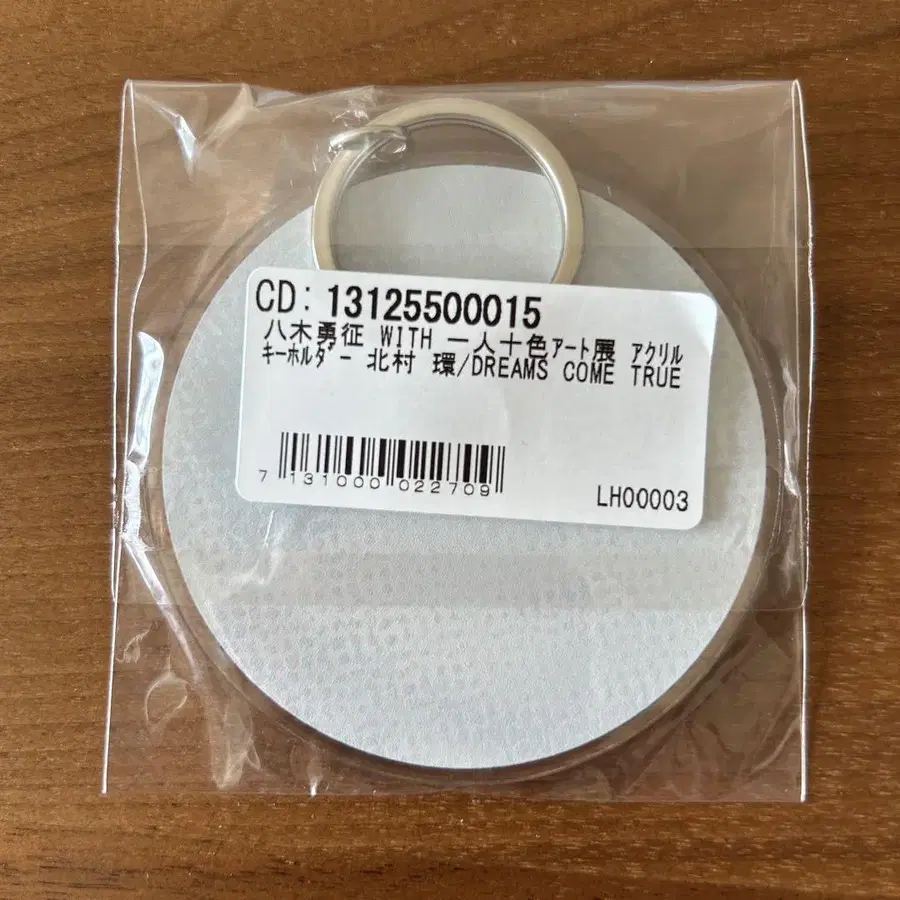 CD: 13125500015
八木勇征 WITH 一人十色アート展 アクリル
キーホルダー 北村 環/DREAMS COME TRUE
7 131000 022709
LH00003